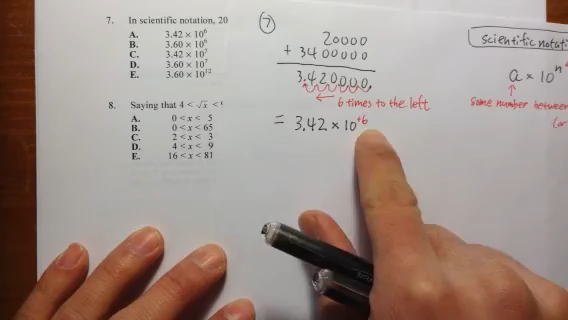 7. In scientific notation, 20
A. 3.42 × 10⁶
B. 3.60 × 10⁶
C. 3.42 × 10⁷
D. 3.60 × 10⁷
E. 3.60 × 10¹²
8. Saying that 4 < √x <
A. 0 < x < 5
B. 0 < x < 65
C. 2 < x < 3
D. 4 < x < 9
E. 16 < x < 81
⑦
20000
+ 3400000
3.420000.
← 6 times to the left
= 3.42 × 10⁺⁶
scientific notati
a × 10ⁿ
↑
some number between